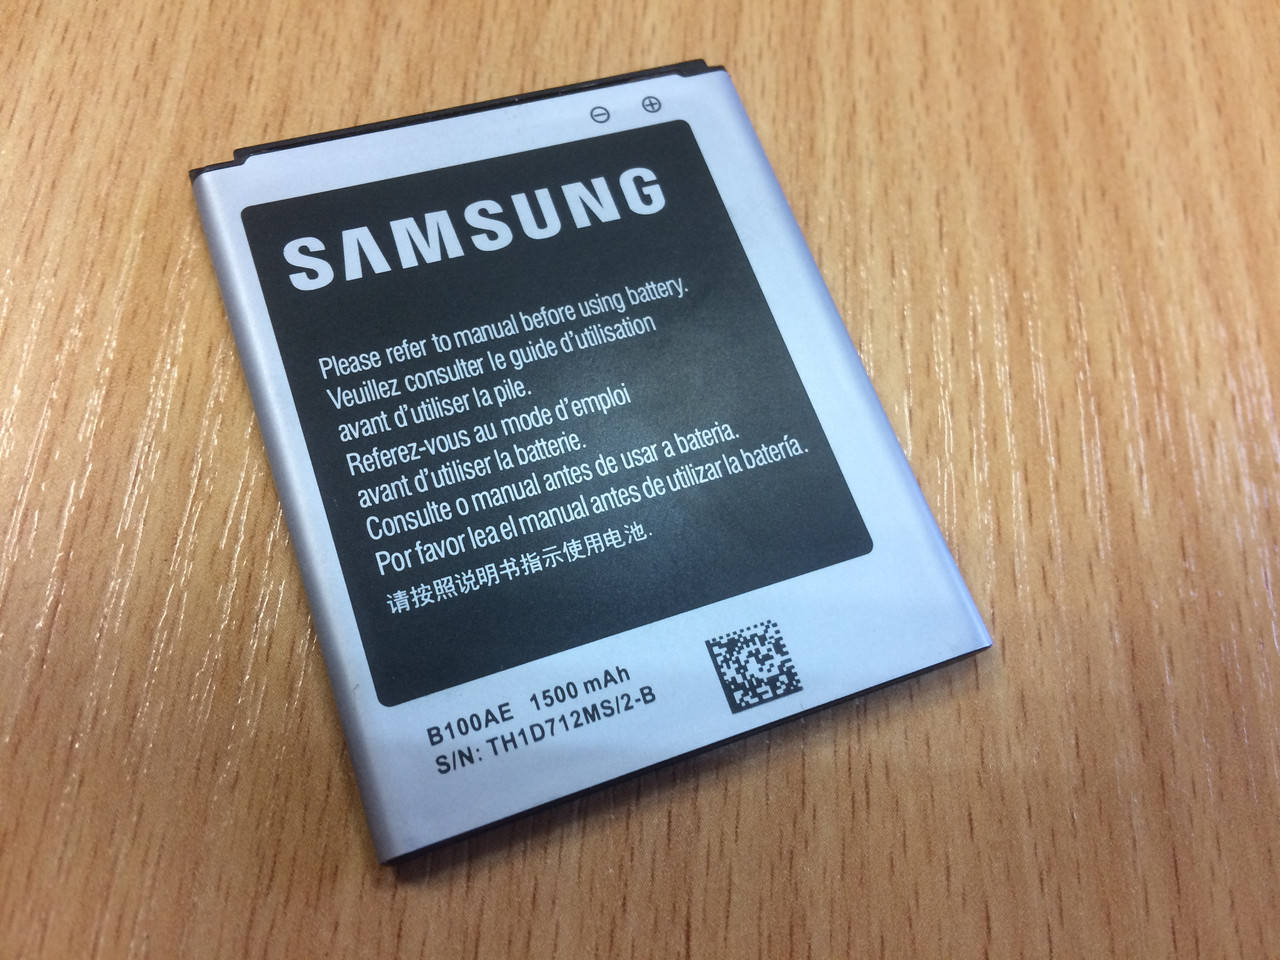 SAMSUNG
Please refer to manual before using battery.
Veuillez consulter le guide d'utilisation
avant d'utiliser la pile.
Referez-vous au mode d'emploi
avant d'utiliser la batterie.
Consulte o manual antes de usar a bateria.
Por favor lea el manual antes de utilizar la batería.
请按照说明书指示使用电池.
B100AE 1500 mAh
S/N: TH1D712MS/2-B